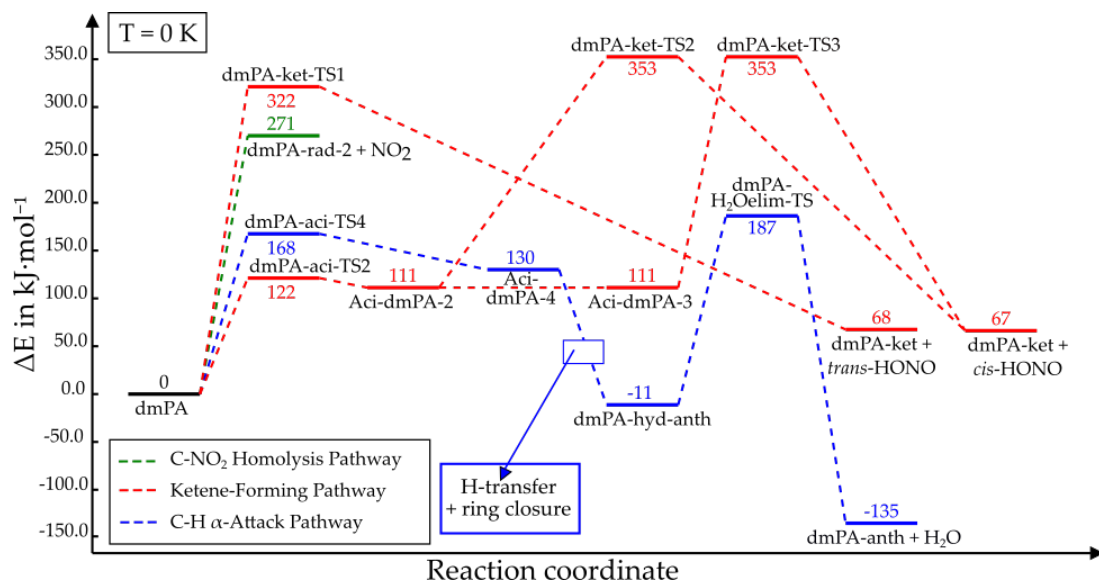 T = 0 K
ΔE in kJ·mol⁻¹
350.0
300.0
250.0
200.0
150.0
100.0
50.0
0.0
-50.0
-100.0
-150.0
dmPA-ket-TS1
322
271
dmPA-rad-2 + NO₂
dmPA-aci-TS4
168
dmPA-aci-TS2
122
0
dmPA
111
Aci-dmPA-2
130
Aci-
dmPA-4
dmPA-ket-TS2
353
dmPA-ket-TS3
353
111
Aci-dmPA-3
dmPA-
H₂Oelim-TS
187
-11
dmPA-hyd-anth
68
dmPA-ket +
trans-HONO
67
dmPA-ket +
cis-HONO
-135
dmPA-anth + H₂O
H-transfer
+ ring closure
C-NO₂ Homolysis Pathway
Ketene-Forming Pathway
C-H α-Attack Pathway
Reaction coordinate